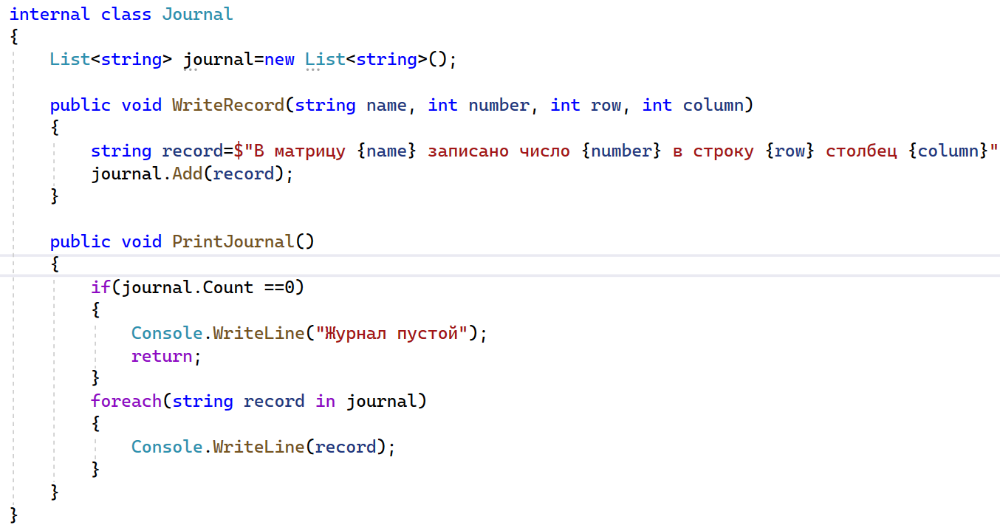 internal class Journal
{
    List<string> journal=new List<string>();

    public void WriteRecord(string name, int number, int row, int column)
    {
        string record=$"В матрицу {name} записано число {number} в строку {row} столбец {column}"
        journal.Add(record);
    }

    public void PrintJournal()
    {
        if(journal.Count ==0)
        {
            Console.WriteLine("Журнал пустой");
            return;
        }
        foreach(string record in journal)
        {
            Console.WriteLine(record);
        }
    }
}